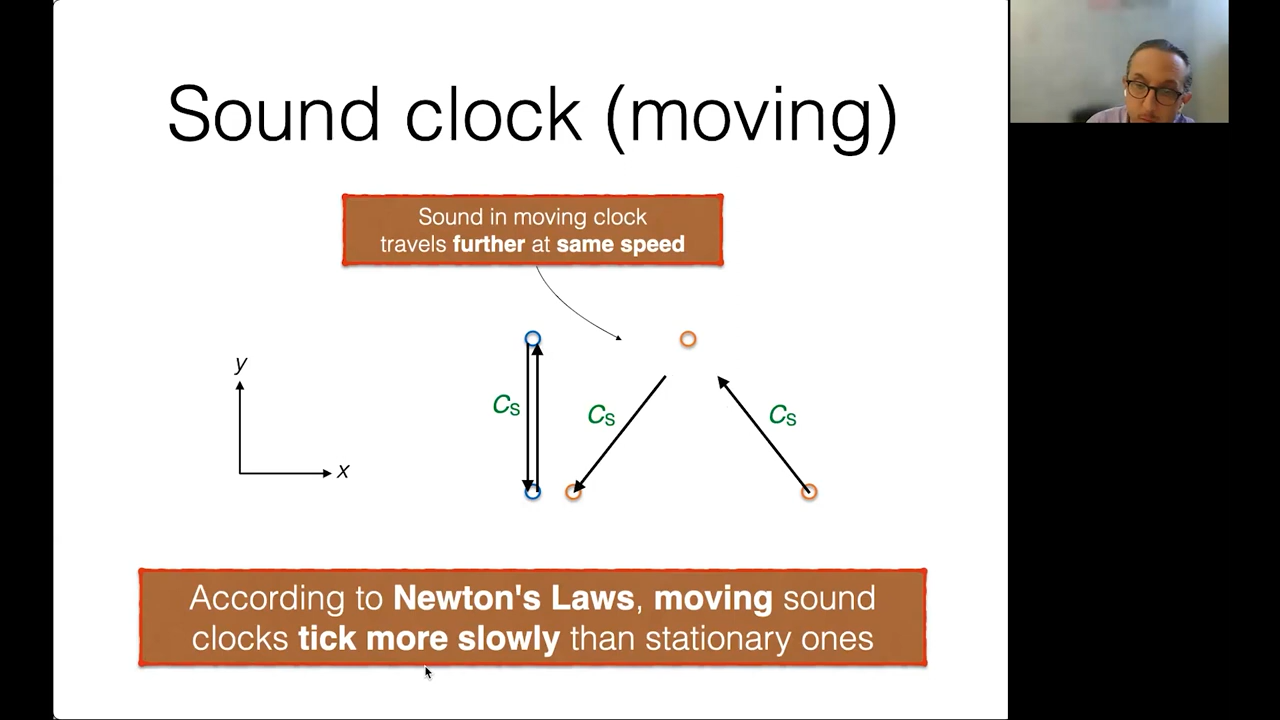 Sound clock (moving)
Sound in moving clock
travels further at same speed
y
x
Cs
Cs
Cs
According to Newton's Laws, moving sound
clocks tick more slowly than stationary ones